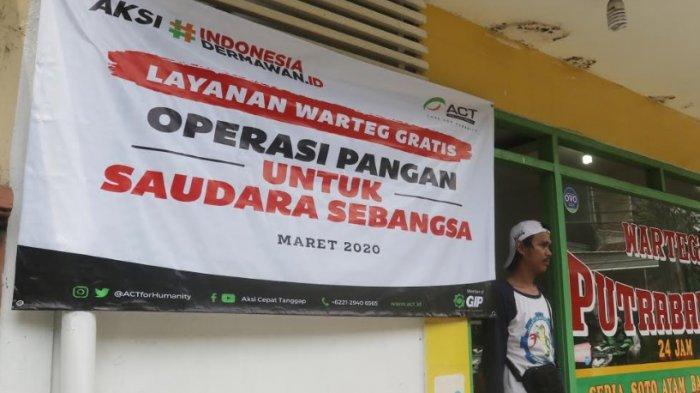 AKSI #INDONESIA
DERMAWAN.ID
ACT
LAYANAN WARTEG GRATIS
OPERASI PANGAN
UNTUK
SAUDARA SEBANGSA
MARET 2020
@ACTforHumanity
Aksi Cepat Tanggap
+6221-2940 6565
www.act.id
GIP
OVO
WARTEG
24 JAM
SEDIA SOTO AYAM